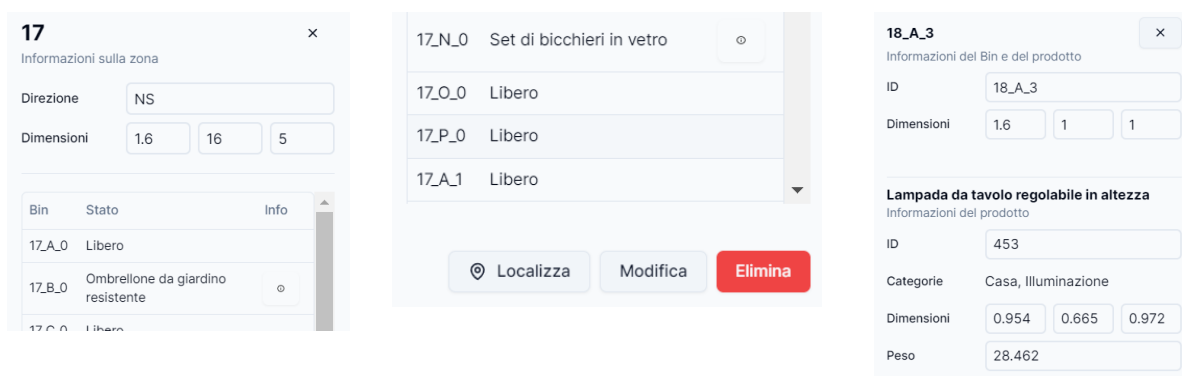 17
Informazioni sulla zona
Direzione NS
Dimensioni 1.6 16 5
Bin Stato Info
17_A_0 Libero
17_B_0 Ombrellone da giardino
resistente
17_C_0 Libero
17_N_0 Set di bicchieri in vetro
17_O_0 Libero
17_P_0 Libero
17_A_1 Libero
Localizza Modifica Elimina
18_A_3
Informazioni del Bin e del prodotto
ID 18_A_3
Dimensioni 1.6 1 1
Lampada da tavolo regolabile in altezza
Informazioni del prodotto
ID 453
Categorie Casa, Illuminazione
Dimensioni 0.954 0.665 0.972
Peso 28.462